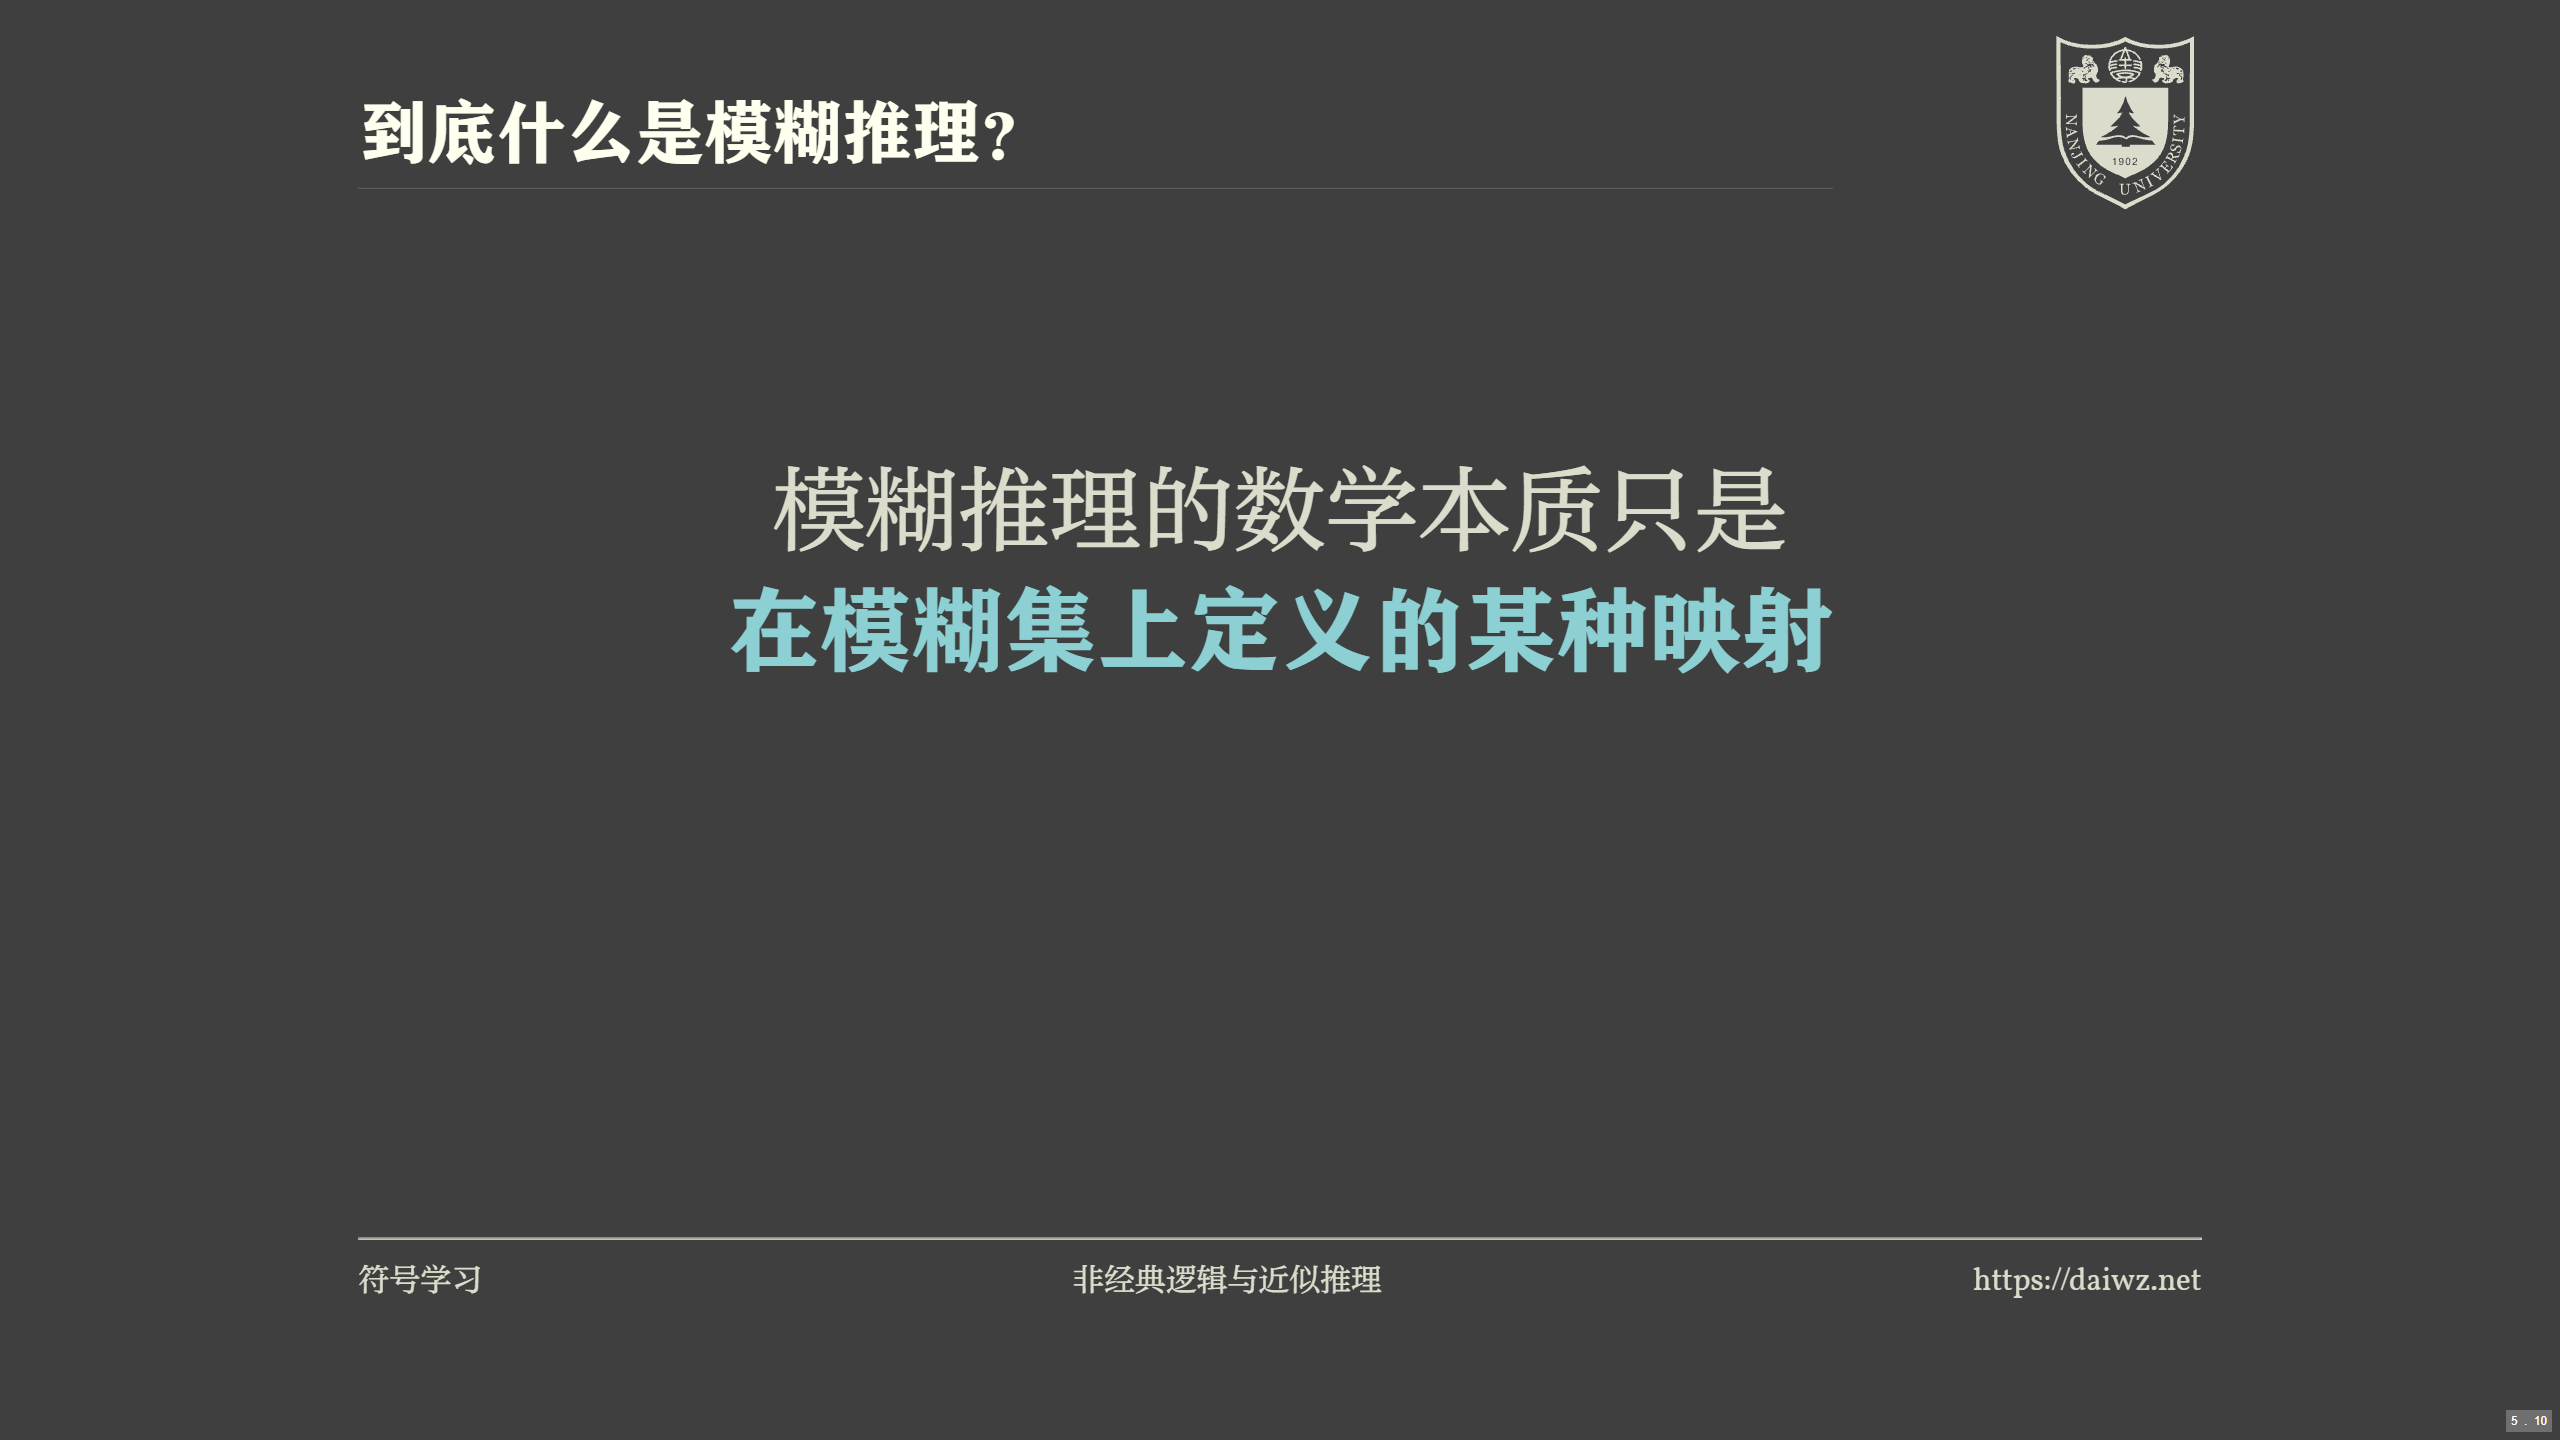 到底什么是模糊推理?
NANJING UNIVERSITY
1902
模糊推理的数学本质只是
在模糊集上定义的某种映射
符号学习
非经典逻辑与近似推理
https://daiwz.net
5 . 10